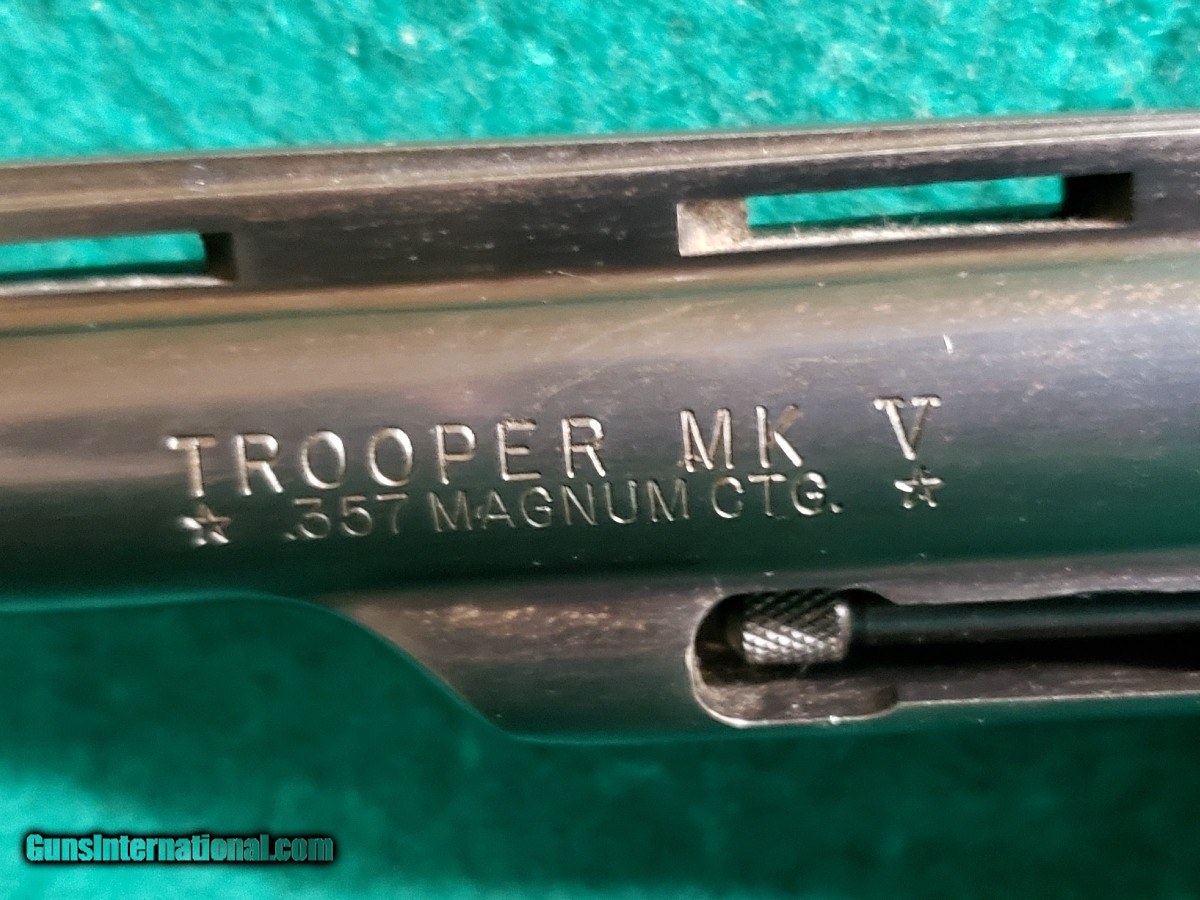 TROOPER MK V
☆ .357 MAGNUM CTG. ☆
GunsInternational.com